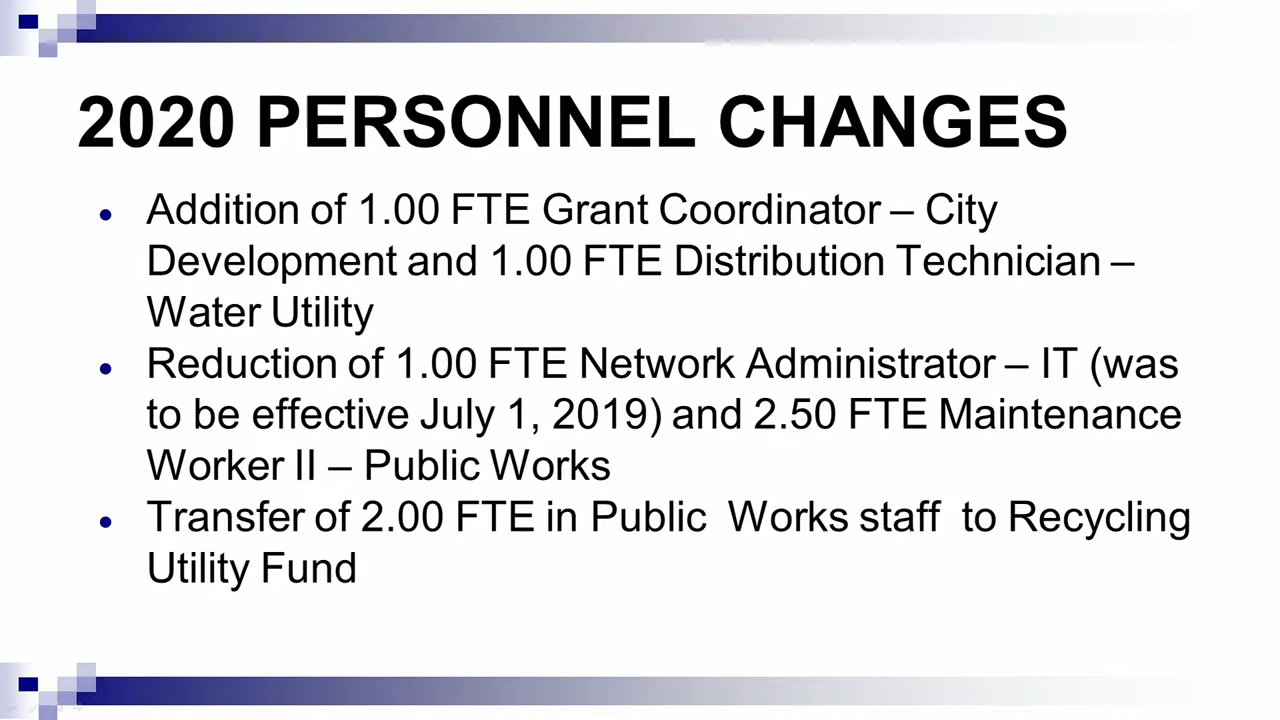 2020 PERSONNEL CHANGES
• Addition of 1.00 FTE Grant Coordinator – City
Development and 1.00 FTE Distribution Technician –
Water Utility
• Reduction of 1.00 FTE Network Administrator – IT (was
to be effective July 1, 2019) and 2.50 FTE Maintenance
Worker II – Public Works
• Transfer of 2.00 FTE in Public  Works staff  to Recycling
Utility Fund